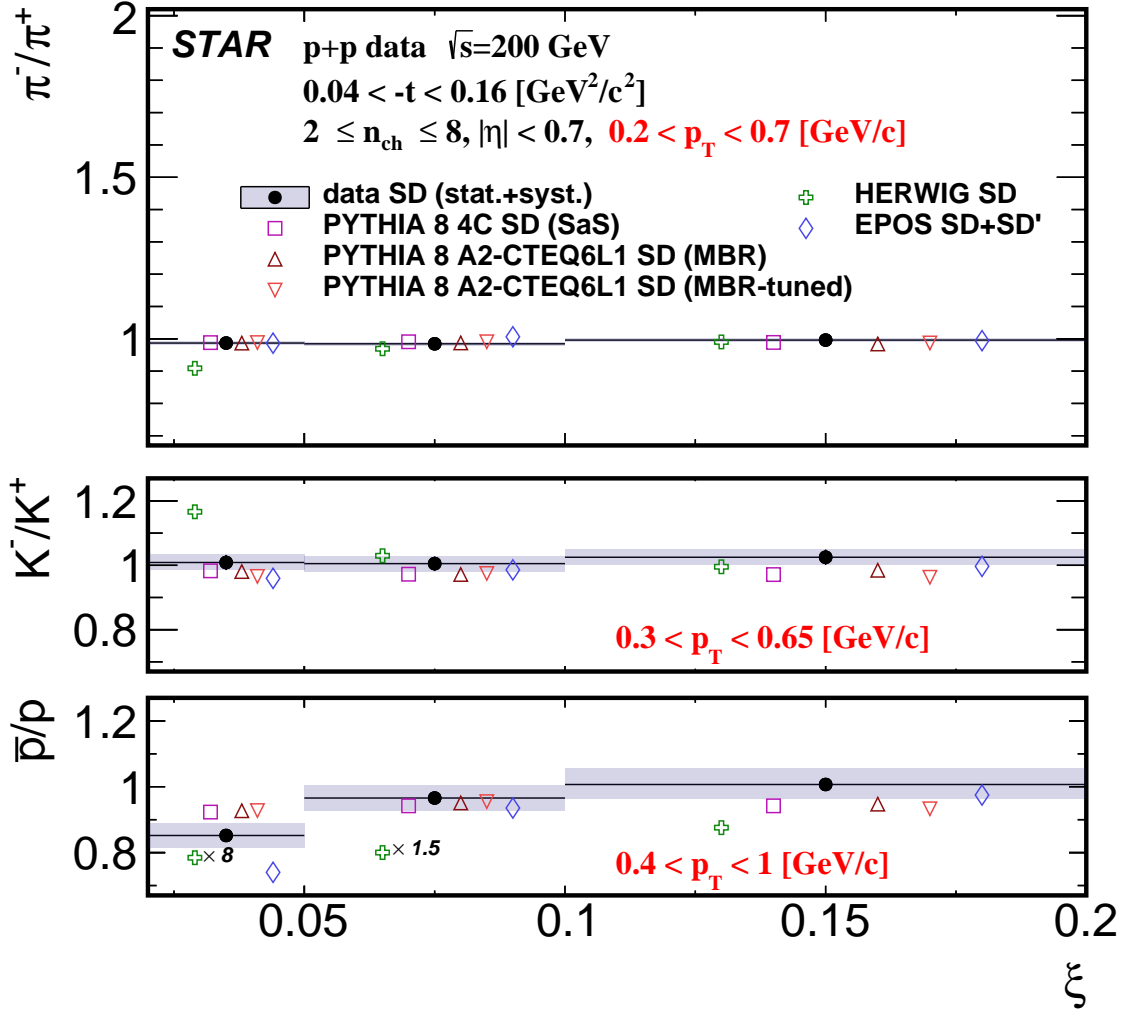 π⁻/π⁺
2
1.5
1
STAR p+p data √s=200 GeV
0.04 < -t < 0.16 [GeV²/c²]
2 ≤ n_ch ≤ 8, |η| < 0.7, 0.2 < p_T < 0.7 [GeV/c]
data SD (stat.+syst.)
PYTHIA 8 4C SD (SaS)
PYTHIA 8 A2-CTEQ6L1 SD (MBR)
PYTHIA 8 A2-CTEQ6L1 SD (MBR-tuned)
HERWIG SD
EPOS SD+SD'
K⁻/K⁺
1.2
1
0.8
0.3 < p_T < 0.65 [GeV/c]
p̅/p
1.2
1
0.8
× 8
× 1.5
0.4 < p_T < 1 [GeV/c]
0.05 0.1 0.15 0.2
ξ